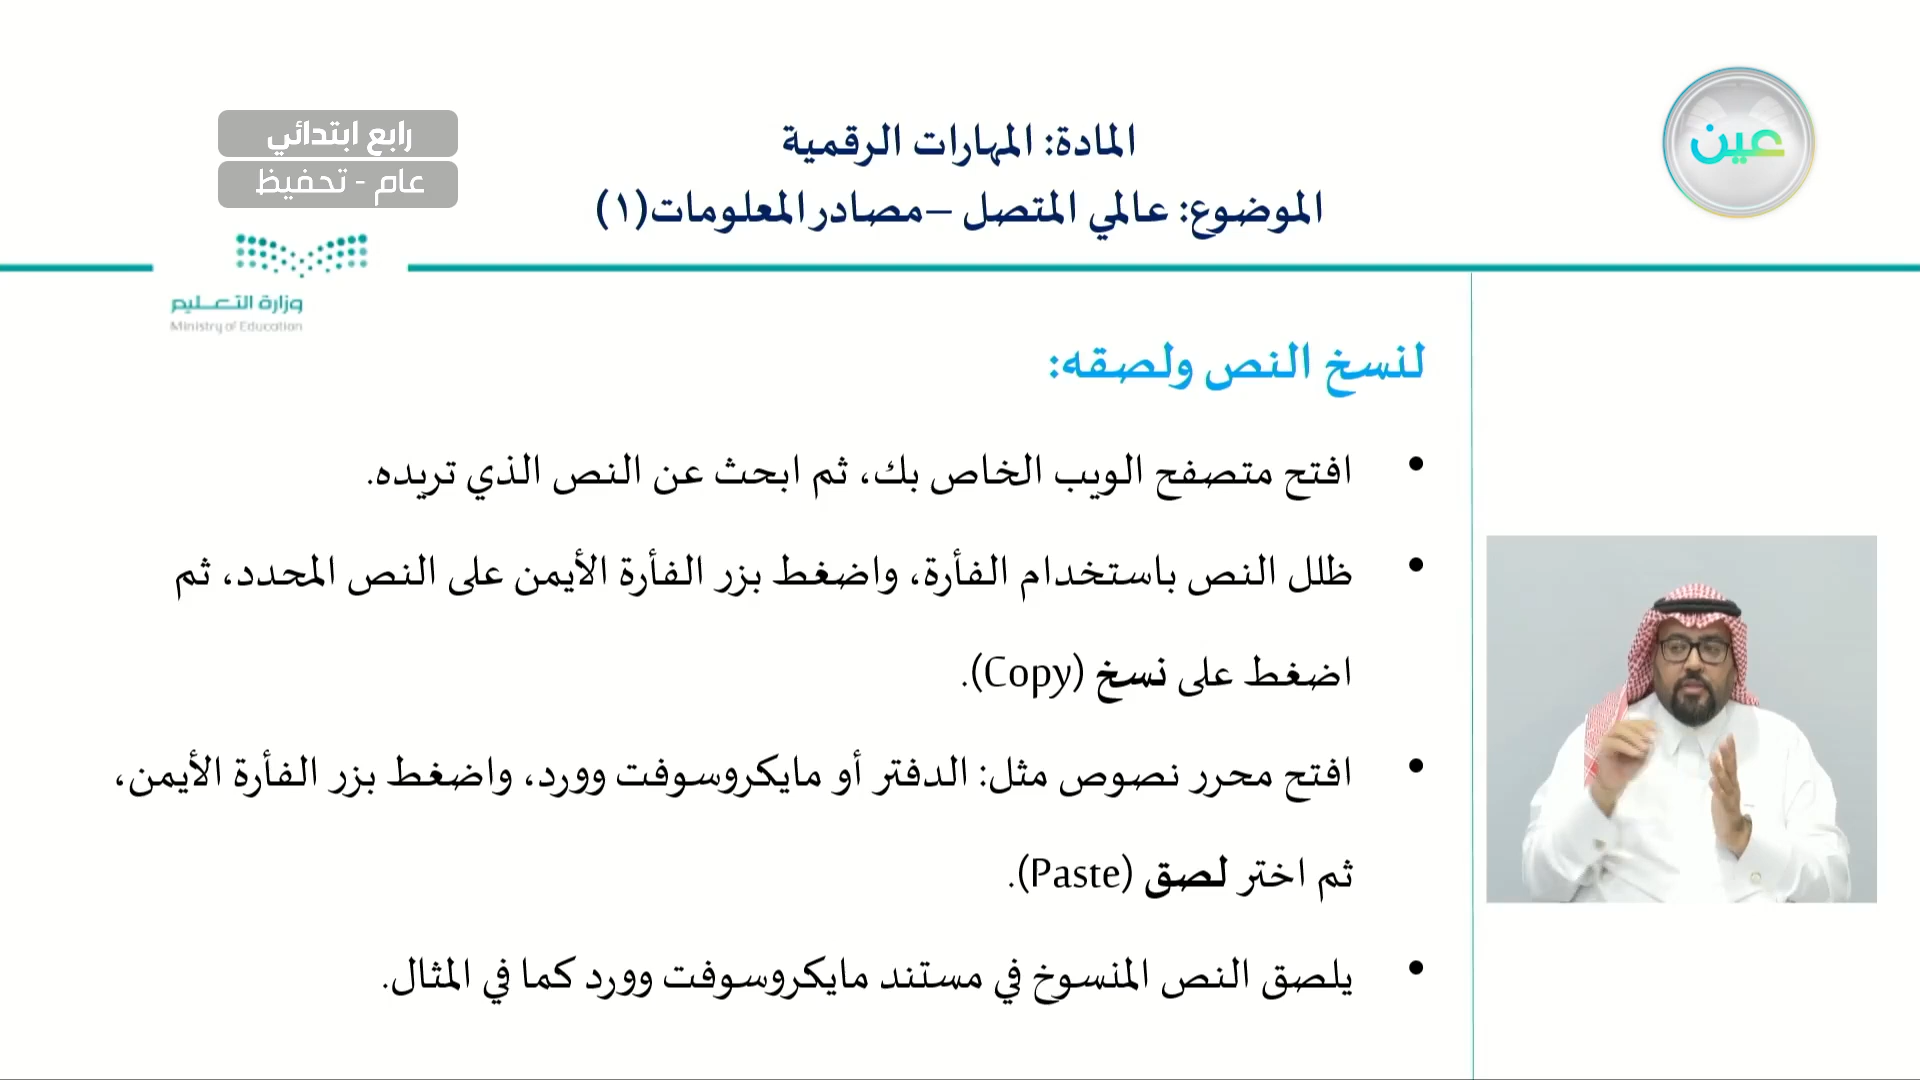 المادة: المهارات الرقمية
الموضوع: عالمي المتصل – مصادر المعلومات (١)
عين
رابع ابتدائي
عام - تحفيظ
وزارة التعليم
Ministry of Education
لنسخ النص ولصقه:
• افتح متصفح الويب الخاص بك، ثم ابحث عن النص الذي تريده.
• ظلل النص باستخدام الفأرة، واضغط بزر الفأرة الأيمن على النص المحدد، ثم
اضغط على نسخ (Copy).
• افتح محرر نصوص مثل: الدفتر أو مايكروسوفت وورد، واضغط بزر الفأرة الأيمن،
ثم اختر لصق (Paste).
• يلصق النص المنسوخ في مستند مايكروسوفت وورد كما في المثال.